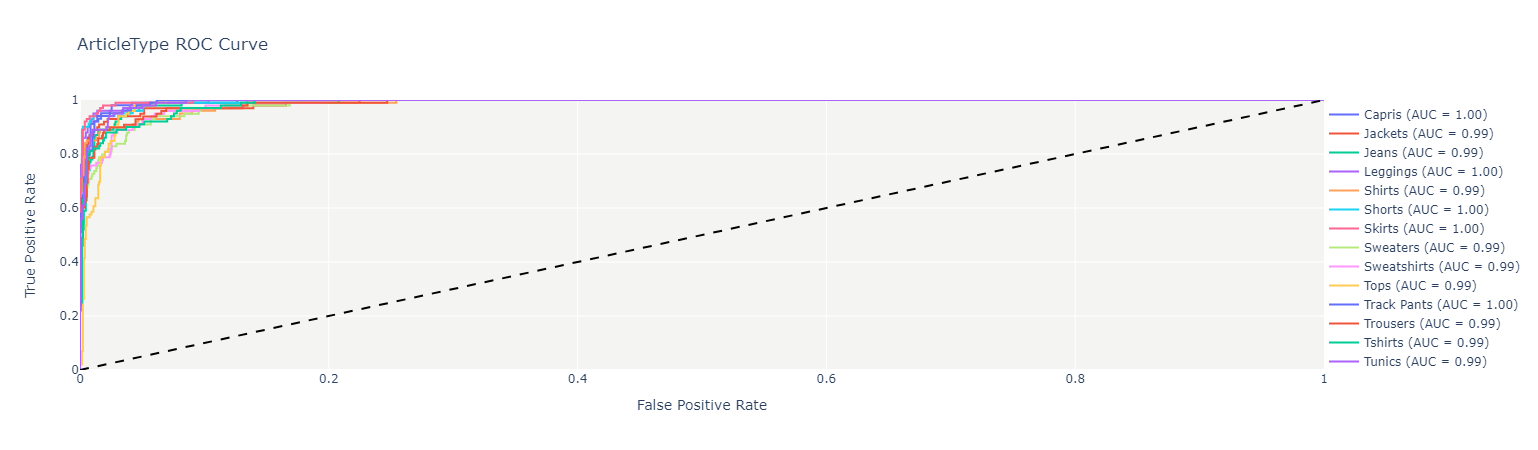 ArticleType ROC Curve
True Positive Rate
1
0.8
0.6
0.4
0.2
0
0
0.2
0.4
0.6
0.8
1
False Positive Rate
Capris (AUC = 1.00)
Jackets (AUC = 0.99)
Jeans (AUC = 0.99)
Leggings (AUC = 1.00)
Shirts (AUC = 0.99)
Shorts (AUC = 1.00)
Skirts (AUC = 1.00)
Sweaters (AUC = 0.99)
Sweatshirts (AUC = 0.99)
Tops (AUC = 0.99)
Track Pants (AUC = 1.00)
Trousers (AUC = 0.99)
Tshirts (AUC = 0.99)
Tunics (AUC = 0.99)